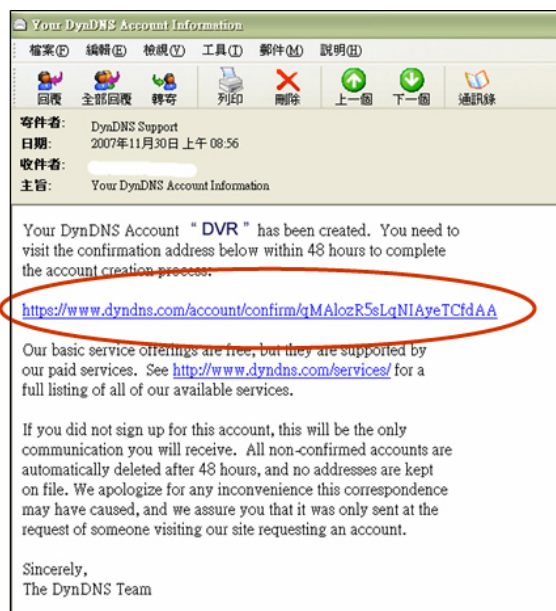 Your DynDNS Account Information
檔案(F) 編輯(E) 檢視(V) 工具(T) 郵件(M) 說明(H)
回覆 全部回覆 轉寄 列印 刪除 上一個 下一個 通訊錄
寄件者: DynDNS Support
日期: 2007年11月30日 上午 08:56
收件者:
主旨: Your DynDNS Account Information
Your DynDNS Account “ DVR ” has been created. You need to
visit the confirmation address below within 48 hours to complete
the account creation process:
https://www.dyndns.com/account/confirm/qMAlozR5sLqNIAyeTCfdAA
Our basic service offerings are free, but they are supported by
our paid services. See http://www.dyndns.com/services/ for a
full listing of all of our available services.
If you did not sign up for this account, this will be the only
communication you will receive. All non-confirmed accounts are
automatically deleted after 48 hours, and no addresses are kept
on file. We apologize for any inconvenience this correspondence
may have caused, and we assure you that it was only sent at the
request of someone visiting our site requesting an account.
Sincerely,
The DynDNS Team